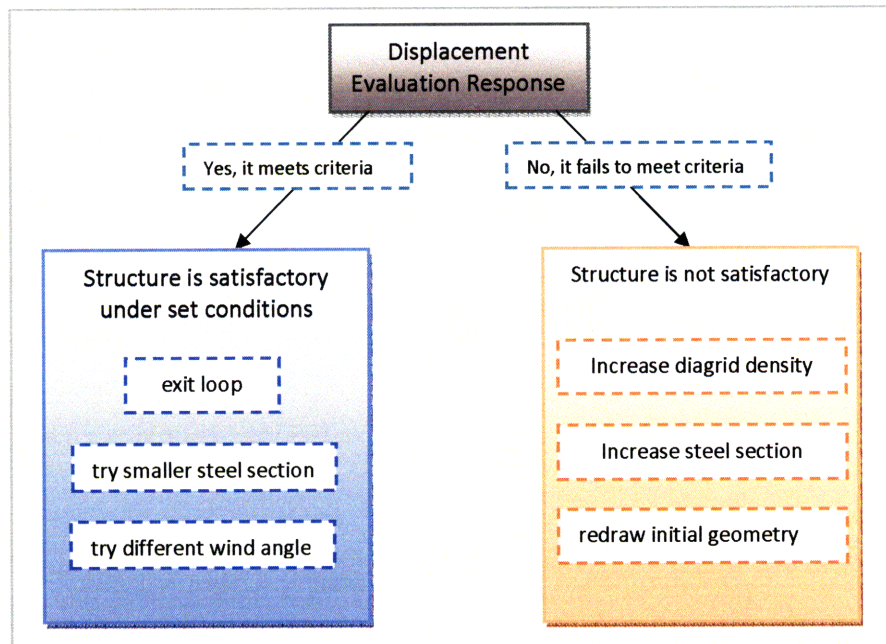 Displacement
Evaluation Response
Yes, it meets criteria
No, it fails to meet criteria
Structure is satisfactory
under set conditions
exit loop
try smaller steel section
try different wind angle
Structure is not satisfactory
Increase diagrid density
Increase steel section
redraw initial geometry